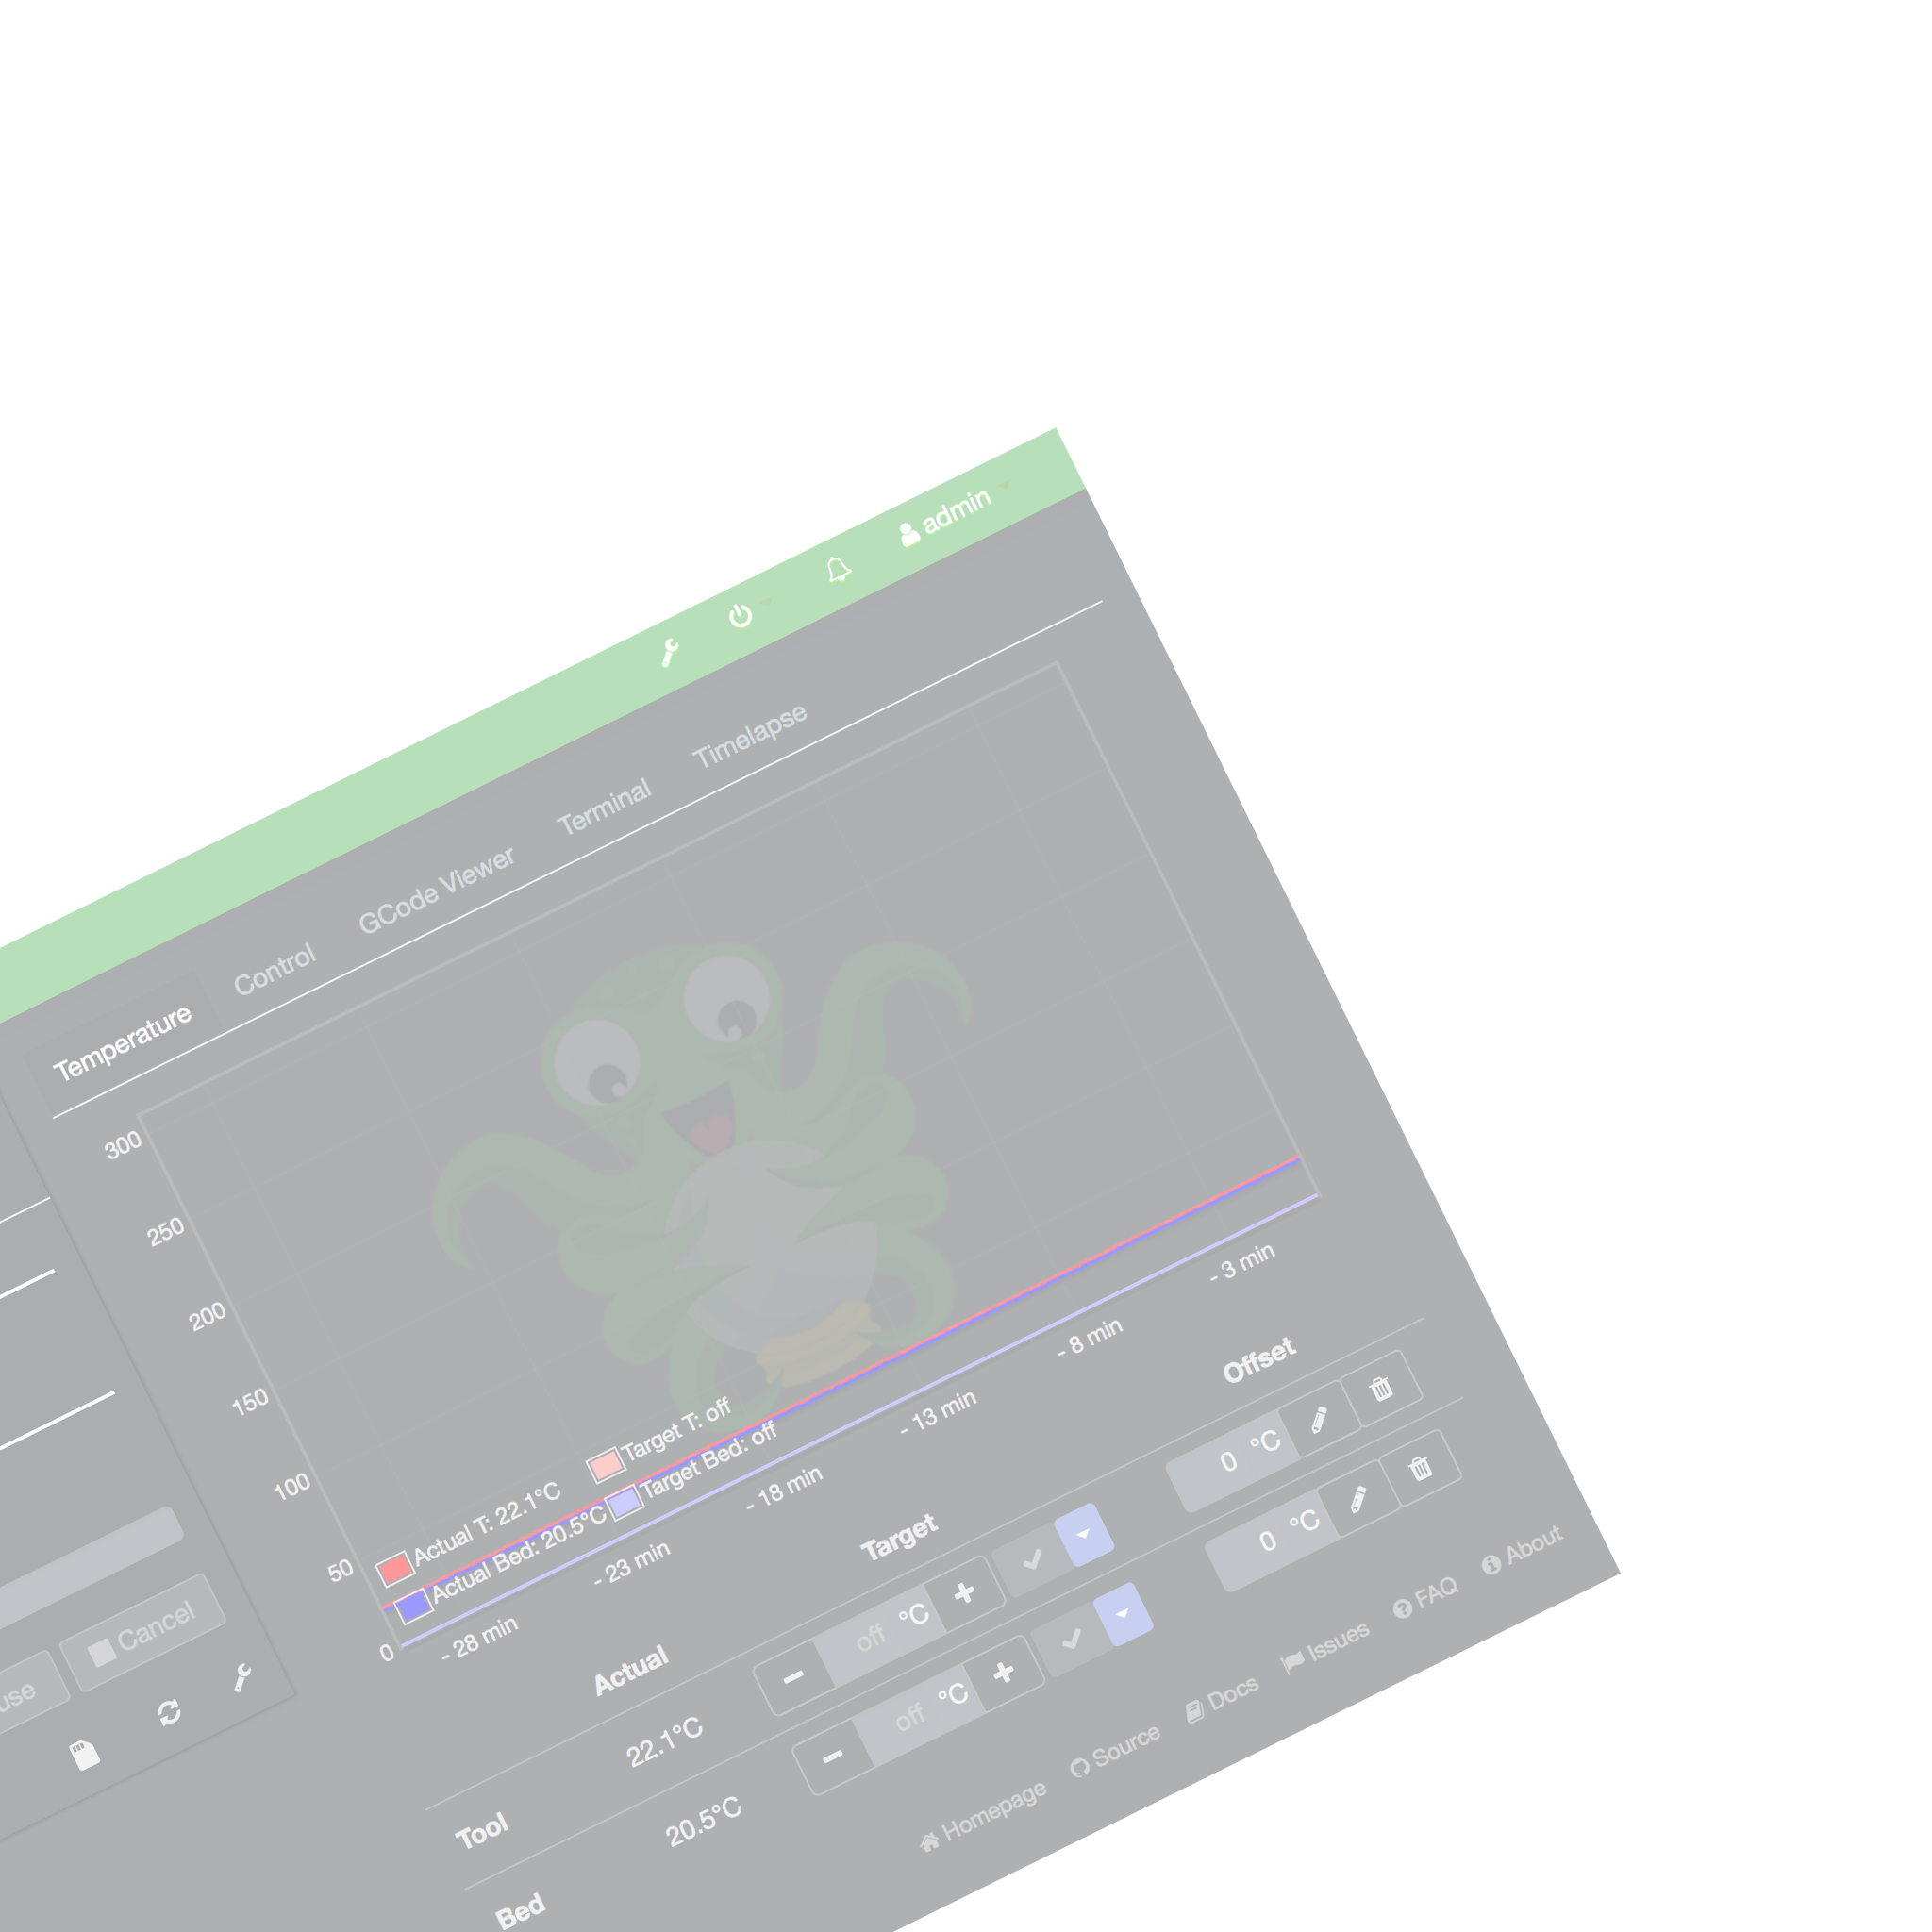 admin
Temperature
Control
GCode Viewer
Terminal
Timelapse
300
250
200
150
100
50
0
Actual T: 22.1°C
Target T: off
Actual Bed: 20.5°C
Target Bed: off
- 28 min
- 23 min
- 18 min
- 13 min
- 8 min
- 3 min
Actual
Target
Offset
Tool
22.1°C
off °C
0 °C
Bed
20.5°C
off °C
0 °C
Cancel
Homepage
Source
Docs
Issues
FAQ
About